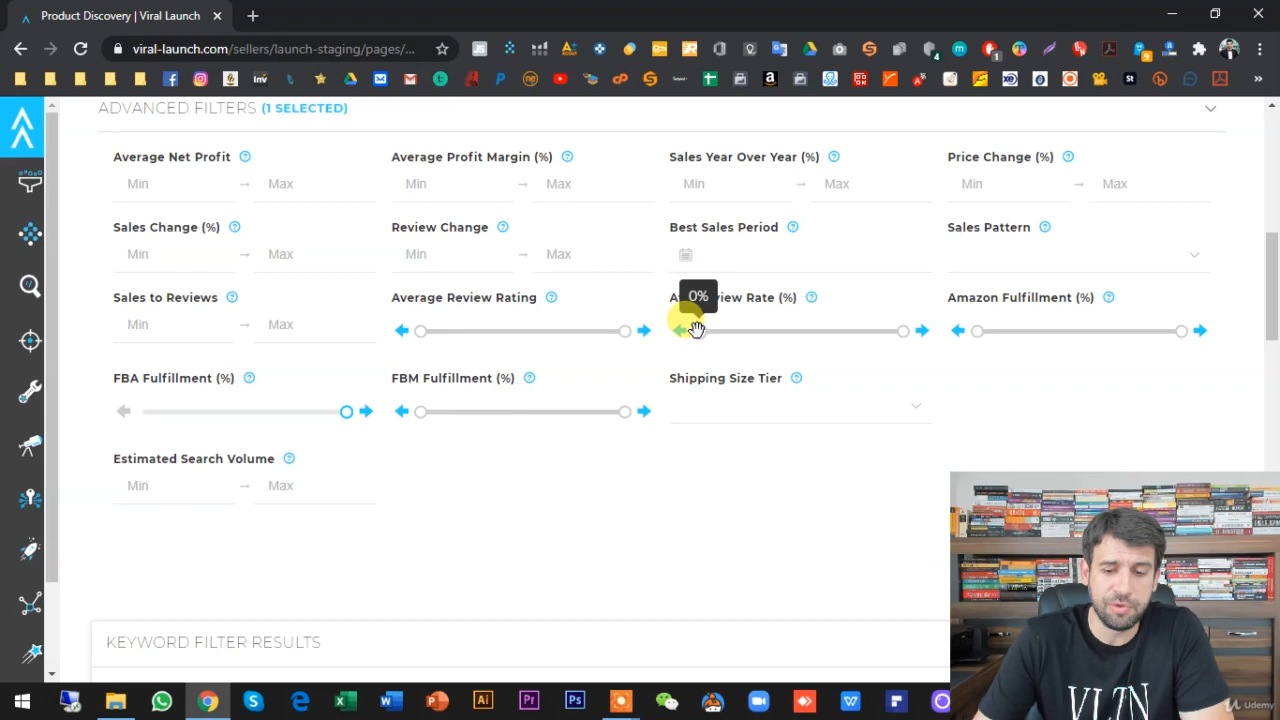 Product Discovery | Viral Launch
viral-launch.com/sellers/launch-staging/pages/...
ADVANCED FILTERS (1 SELECTED)
Average Net Profit
Average Profit Margin (%)
Sales Year Over Year (%)
Price Change (%)
Min → Max
Min → Max
Min → Max
Min → Max
Sales Change (%)
Review Change
Best Sales Period
Sales Pattern
Min → Max
Min → Max
0%
Sales to Reviews
Average Review Rating
Rate (%)
Amazon Fulfillment (%)
Min Max
FBA Fulfillment (%)
FBM Fulfillment (%)
Shipping Size Tier
Estimated Search Volume
Min → Max
KEYWORD FILTER RESULTS
VLZN
Udemy